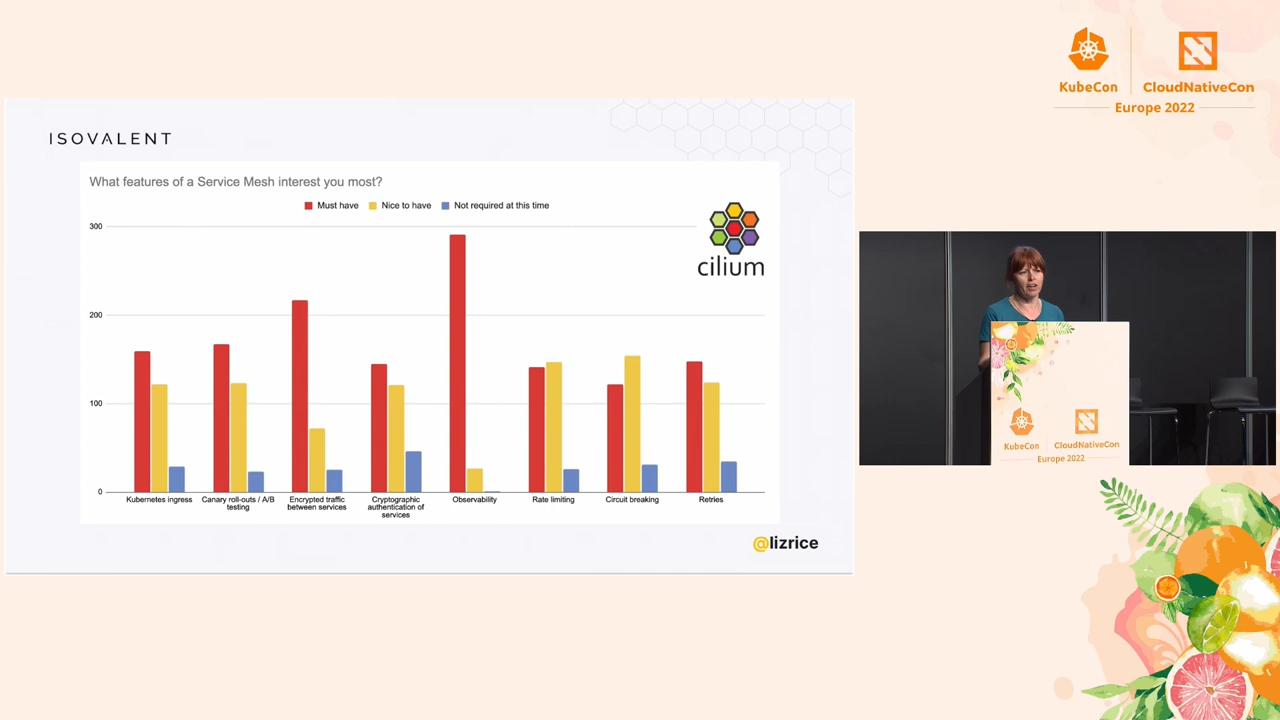 KubeCon
CloudNativeCon
Europe 2022
ISOVALENT
What features of a Service Mesh interest you most?
Must have
Nice to have
Not required at this time
cilium
300
200
100
0
Kubernetes ingress
Canary roll-outs / A/B
testing
Encrypted traffic
between services
Cryptographic
authentication of
services
Observability
Rate limiting
Circuit breaking
Retries
@lizrice
KubeCon
CloudNativeCon
Europe 2022